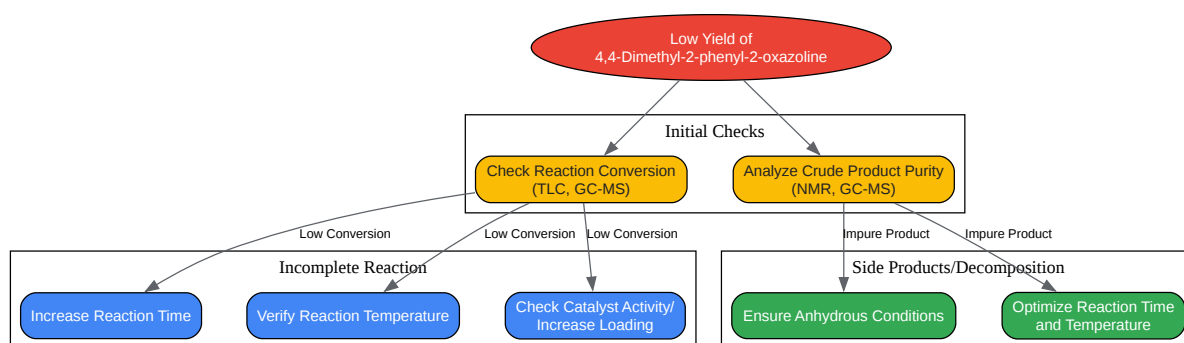 Low Yield of
4,4-Dimethyl-2-phenyl-2-oxazoline
Initial Checks
Check Reaction Conversion
(TLC, GC-MS)
Analyze Crude Product Purity
(NMR, GC-MS)
Low Conversion
Low Conversion
Low Conversion
Impure Product
Impure Product
Incomplete Reaction
Side Products/Decomposition
Increase Reaction Time
Verify Reaction Temperature
Check Catalyst Activity/
Increase Loading
Ensure Anhydrous Conditions
Optimize Reaction Time
and Temperature